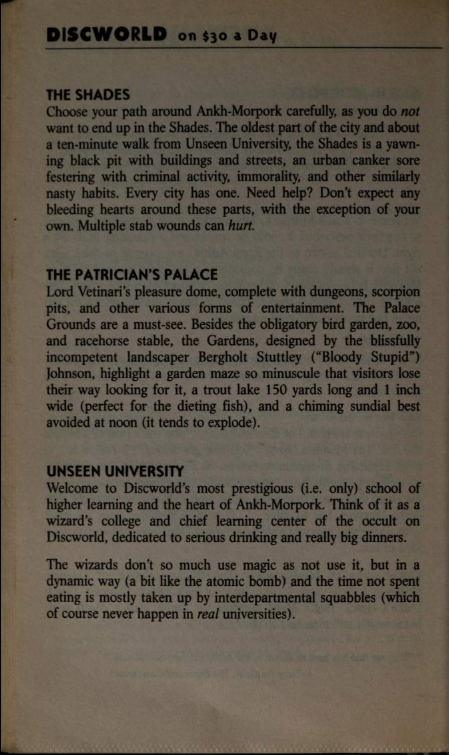 DISCWORLD on $30 a Day
THE SHADES
Choose your path around Ankh-Morpork carefully, as you do not
want to end up in the Shades. The oldest part of the city and about
a ten-minute walk from Unseen University, the Shades is a yawn-
ing black pit with buildings and streets, an urban canker sore
festering with criminal activity, immorality, and other similarly
nasty habits. Every city has one. Need help? Don't expect any
bleeding hearts around these parts, with the exception of your
own. Multiple stab wounds can hurt.
THE PATRICIAN'S PALACE
Lord Vetinari's pleasure dome, complete with dungeons, scorpion
pits, and other various forms of entertainment. The Palace
Grounds are a must-see. Besides the obligatory bird garden, zoo,
and racehorse stable, the Gardens, designed by the blissfully
incompetent landscaper Bergholt Stuttley ("Bloody Stupid")
Johnson, highlight a garden maze so minuscule that visitors lose
their way looking for it, a trout lake 150 yards long and 1 inch
wide (perfect for the dieting fish), and a chiming sundial best
avoided at noon (it tends to explode).
UNSEEN UNIVERSITY
Welcome to Discworld's most prestigious (i.e. only) school of
higher learning and the heart of Ankh-Morpork. Think of it as a
wizard's college and chief learning center of the occult on
Discworld, dedicated to serious drinking and really big dinners.
The wizards don't so much use magic as not use it, but in a
dynamic way (a bit like the atomic bomb) and the time not spent
eating is mostly taken up by interdepartmental squabbles (which
of course never happen in real universities).